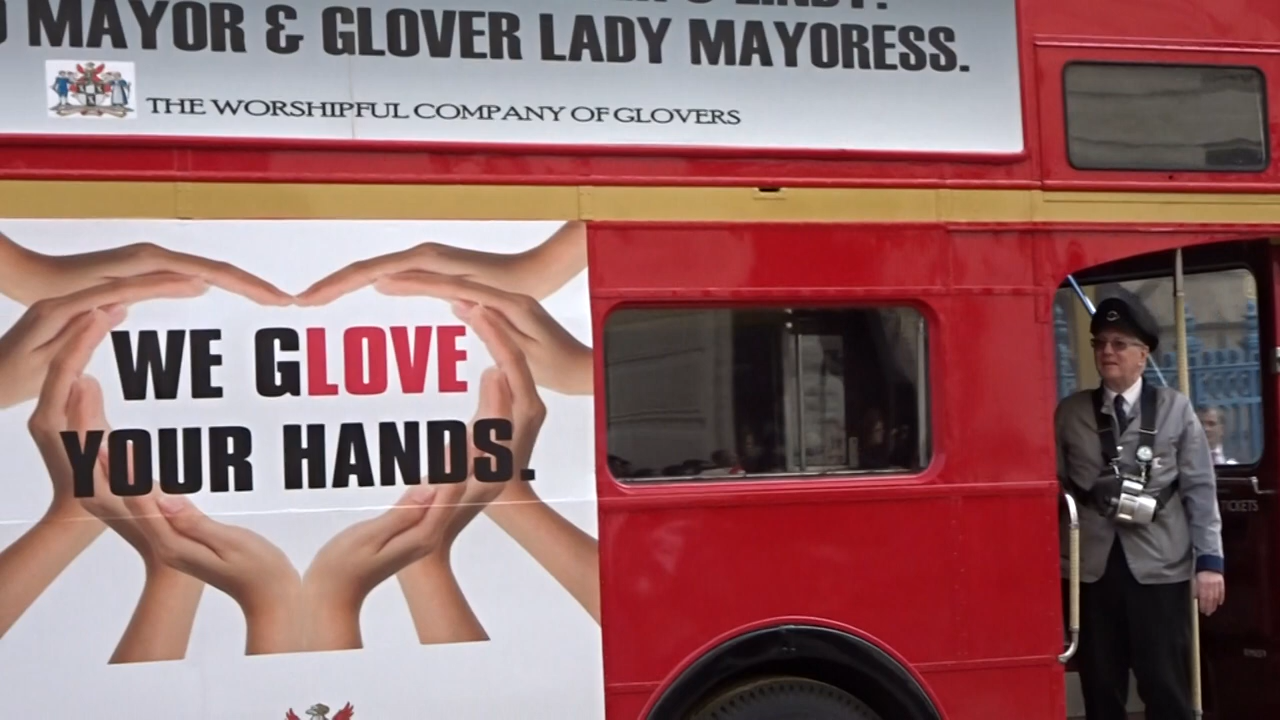 MAYOR & GLOVER LADY MAYORESS.
THE WORSHIPFUL COMPANY OF GLOVERS
WE GLOVE
YOUR HANDS.
TICKETS